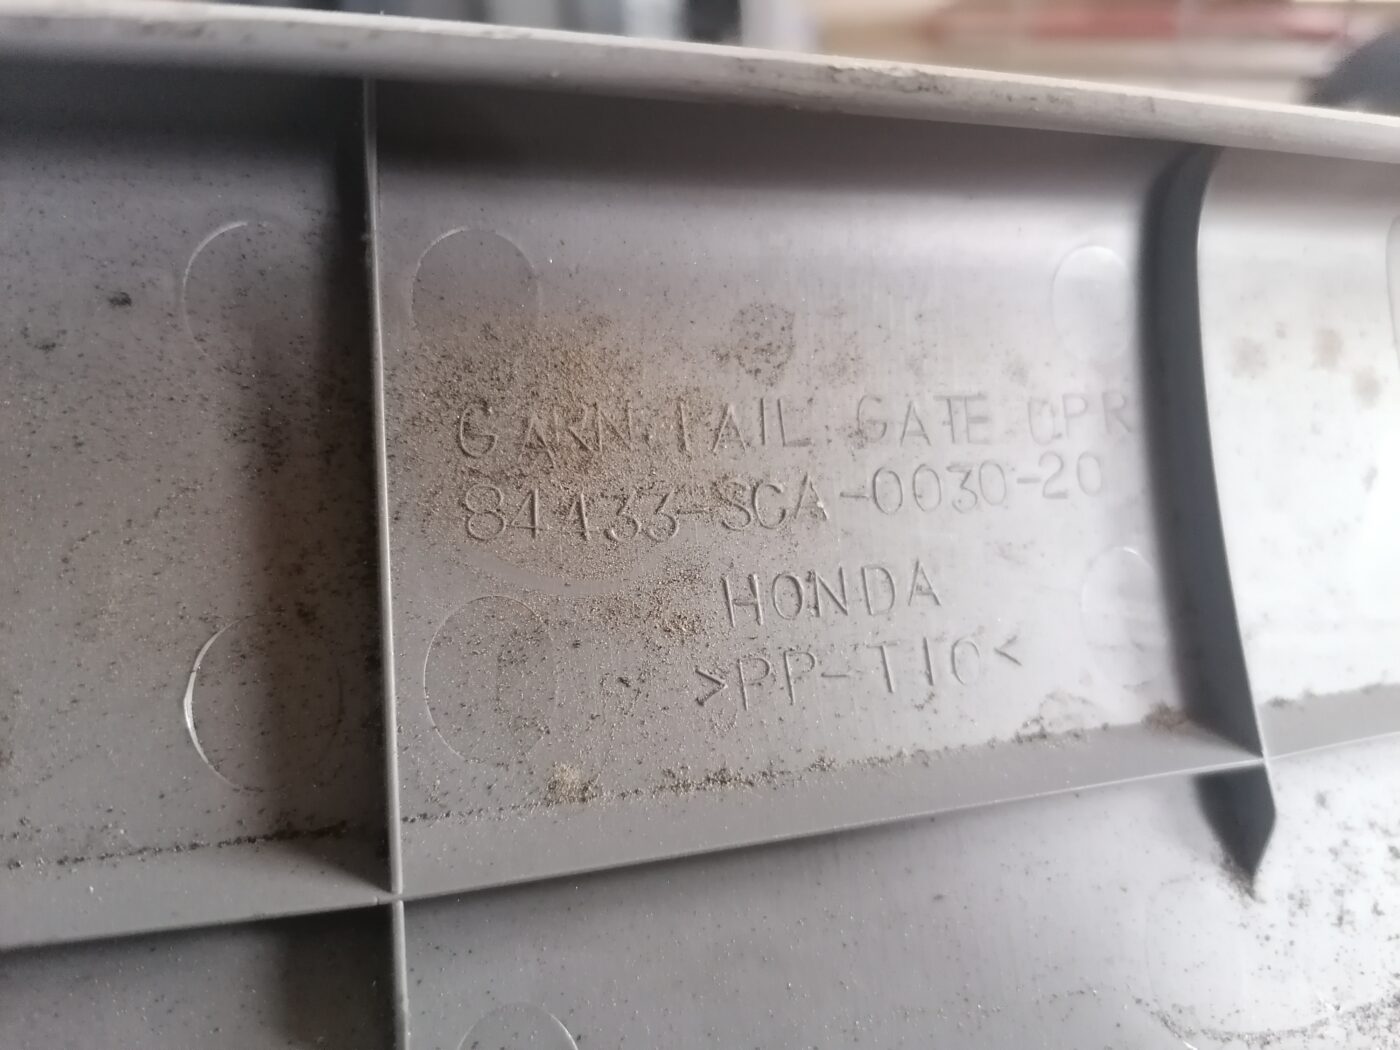 GARN, TAIL GATE UPR
84433-SCA-0030-20
HONDA
>PP-T10<